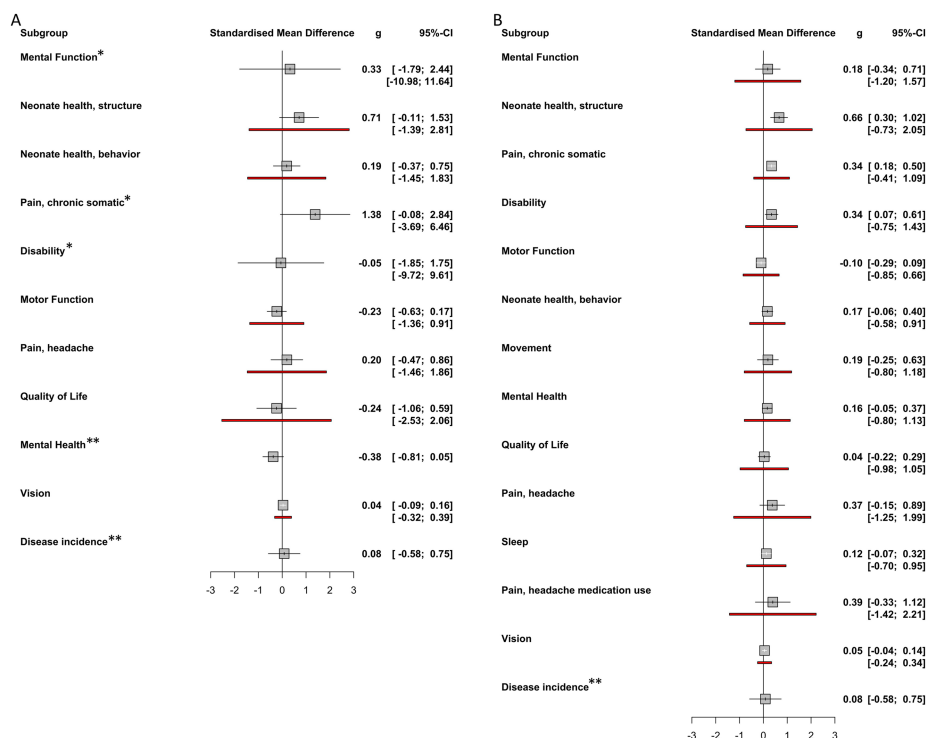 A
Subgroup Standardised Mean Difference g 95%-CI
Mental Function*
0.33 [ -1.79; 2.44]
[-10.98; 11.64]
Neonate health, structure
0.71 [ -0.11; 1.53]
[ -1.39; 2.81]
Neonate health, behavior
0.19 [ -0.37; 0.75]
[ -1.45; 1.83]
Pain, chronic somatic*
1.38 [ -0.08; 2.84]
[ -3.69; 6.46]
Disability*
-0.05 [ -1.85; 1.75]
[ -9.72; 9.61]
Motor Function
-0.23 [ -0.63; 0.17]
[ -1.36; 0.91]
Pain, headache
0.20 [ -0.47; 0.86]
[ -1.46; 1.86]
Quality of Life
-0.24 [ -1.06; 0.59]
[ -2.53; 2.06]
Mental Health**
-0.38 [ -0.81; 0.05]
Vision
0.04 [ -0.09; 0.16]
[ -0.32; 0.39]
Disease incidence**
0.08 [ -0.58; 0.75]
-3 -2 -1 0 1 2 3
B
Subgroup Standardised Mean Difference g 95%-CI
Mental Function
0.18 [-0.34; 0.71]
[-1.20; 1.57]
Neonate health, structure
0.66 [ 0.30; 1.02]
[-0.73; 2.05]
Pain, chronic somatic
0.34 [ 0.18; 0.50]
[-0.41; 1.09]
Disability
0.34 [ 0.07; 0.61]
[-0.75; 1.43]
Motor Function
-0.10 [-0.29; 0.09]
[-0.85; 0.66]
Neonate health, behavior
0.17 [-0.06; 0.40]
[-0.58; 0.91]
Movement
0.19 [-0.25; 0.63]
[-0.80; 1.18]
Mental Health
0.16 [-0.05; 0.37]
[-0.80; 1.13]
Quality of Life
0.04 [-0.22; 0.29]
[-0.98; 1.05]
Pain, headache
0.37 [-0.15; 0.89]
[-1.25; 1.99]
Sleep
0.12 [-0.07; 0.32]
[-0.70; 0.95]
Pain, headache medication use
0.39 [-0.33; 1.12]
[-1.42; 2.21]
Vision
0.05 [-0.04; 0.14]
[-0.24; 0.34]
Disease incidence**
0.08 [-0.58; 0.75]
-3 -2 -1 0 1 2 3